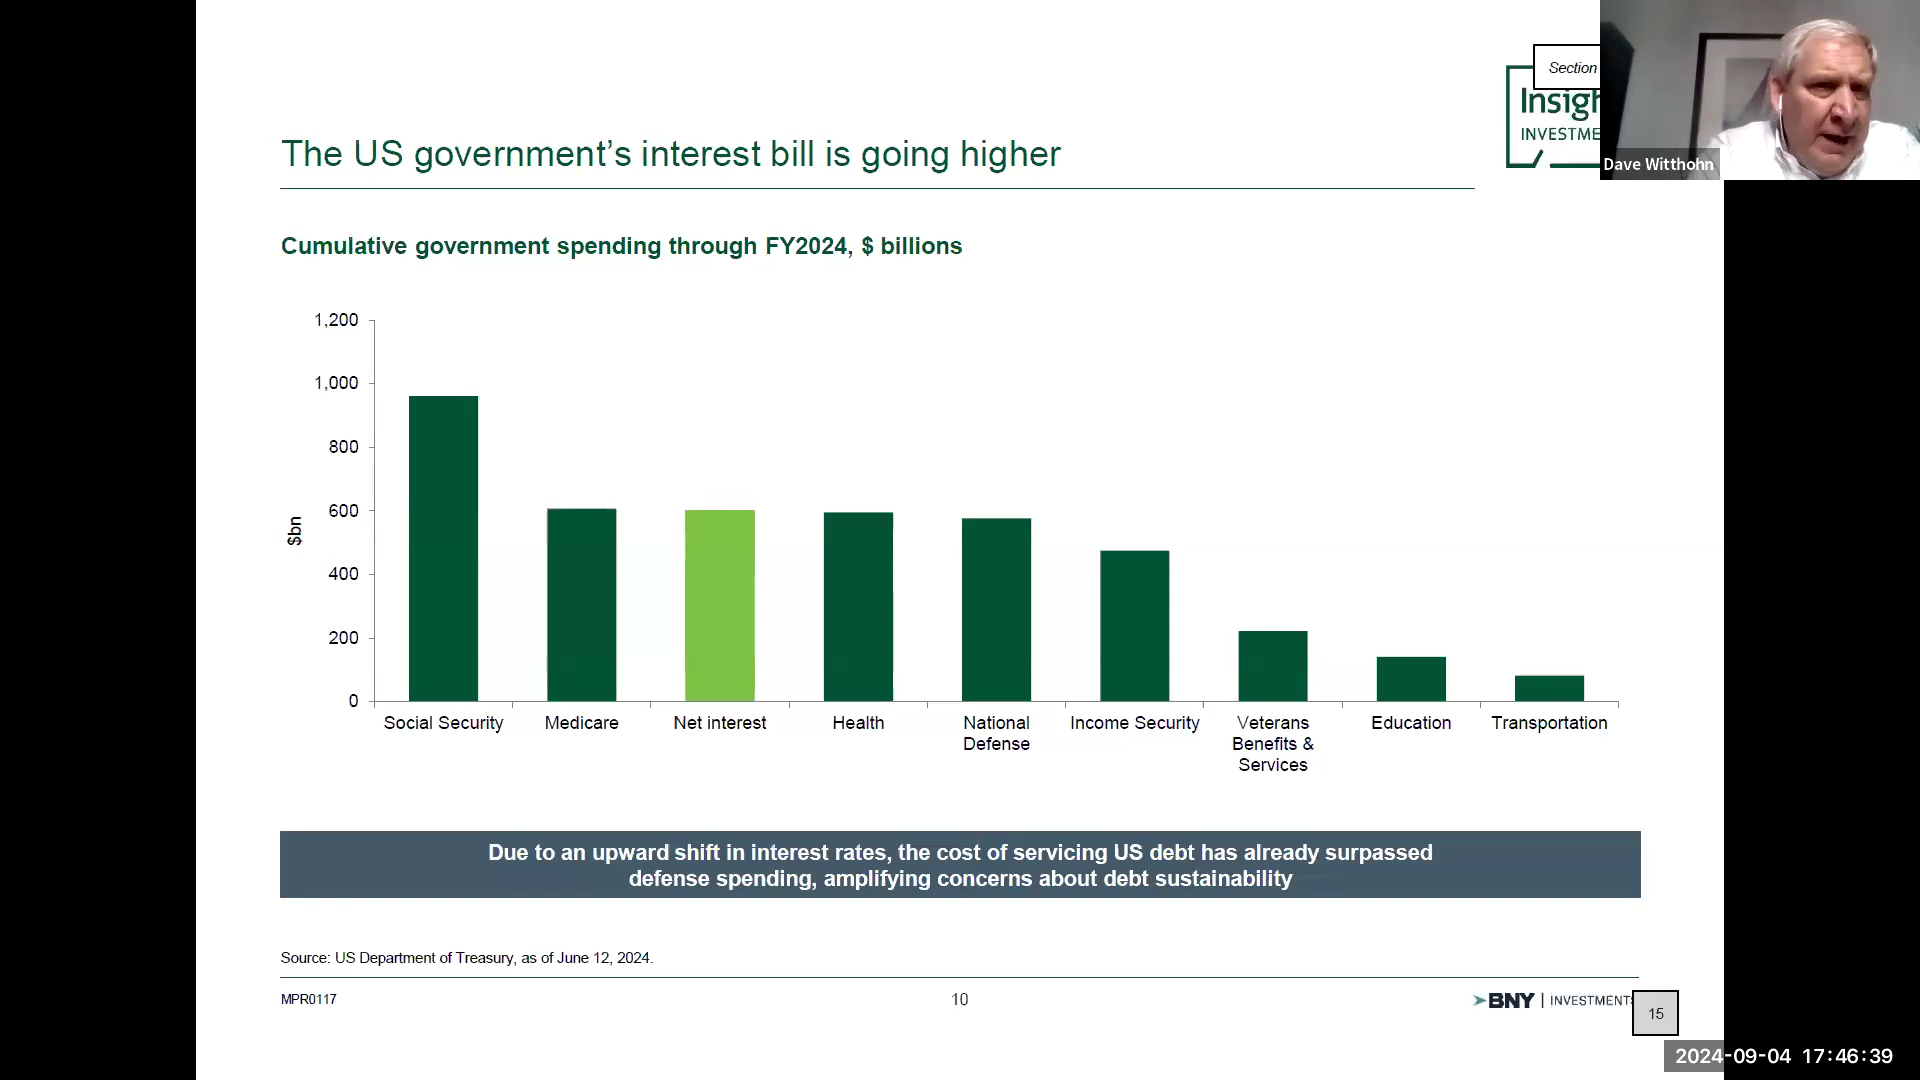 Section
Insigh
INVESTME
Dave Witthohn
The US government’s interest bill is going higher
Cumulative government spending through FY2024, $ billions
1,200
1,000
800
600
400
200
0
$bn
Social Security
Medicare
Net interest
Health
National
Defense
Income Security
Veterans
Benefits &
Services
Education
Transportation
Due to an upward shift in interest rates, the cost of servicing US debt has already surpassed
defense spending, amplifying concerns about debt sustainability
Source: US Department of Treasury, as of June 12, 2024.
MPR0117
10
BNY | INVESTMENTS
15
2024-09-04 17:46:39